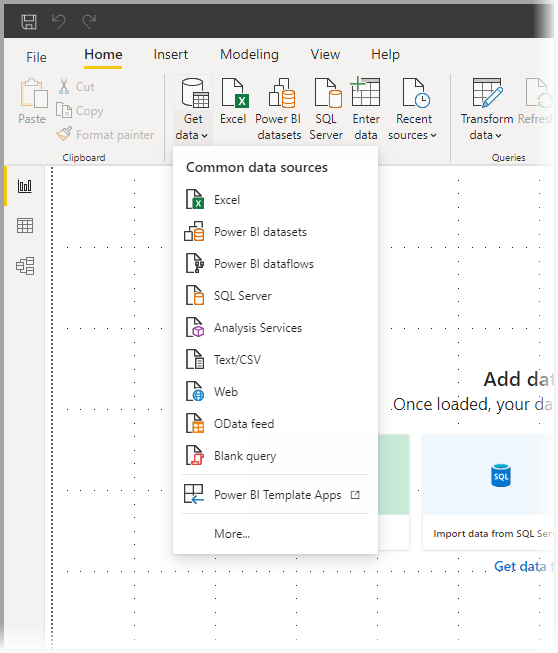 File Home Insert Modeling View Help
Paste
Cut
Copy
Format painter
Clipboard
Get
data
Excel
Power BI
datasets
SQL
Server
Enter
data
Recent
sources
Transform
data
Refresh
Queries
Common data sources
Excel
Power BI datasets
Power BI dataflows
SQL Server
Analysis Services
Text/CSV
Web
OData feed
Blank query
Power BI Template Apps
More...
Add dat
Once loaded, your da
SQL
Import data from SQL Serv
Get data f